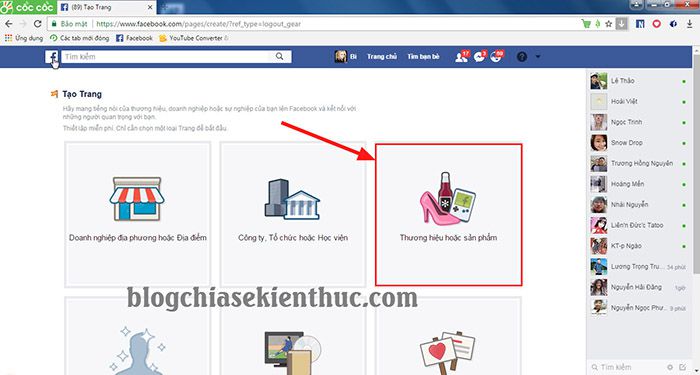 CỐC CỐC
(89) Tạo Trang
Bảo mật
https://www.facebook.com/pages/create/?ref_type=logout_gear
Ứng dụng
Các tab mới đóng
Facebook
YouTube Converter &
Tìm kiếm
Bi
Trang chủ
Tìm bạn bè
17
3
69
Tạo Trang
Hãy mang tiếng nói của thương hiệu, doanh nghiệp hoặc sự nghiệp của bạn lên Facebook và kết nối với
những người quan trọng với bạn.
Thiết lập miễn phí. Chỉ cần chọn một loại Trang để bắt đầu.
Doanh nghiệp địa phương hoặc Địa điểm
Công ty, Tổ chức hoặc Học viện
Thương hiệu hoặc sản phẩm
blogchiasekienthuc.com
Lê Thảo
Hoài Việt
Ngọc Trinh
Snow Drop
Trương Hồng Nguyên
Hoàng Mến
Nhái Nguyễn
Liên'n Đức's Tatoo
KT-p Ngào
Lương Trọng Tru... 34 phút
Nguyễn Hải Đăng 1giờ
Nguyễn Ngọc Phư... 9 phút
Tìm kiếm